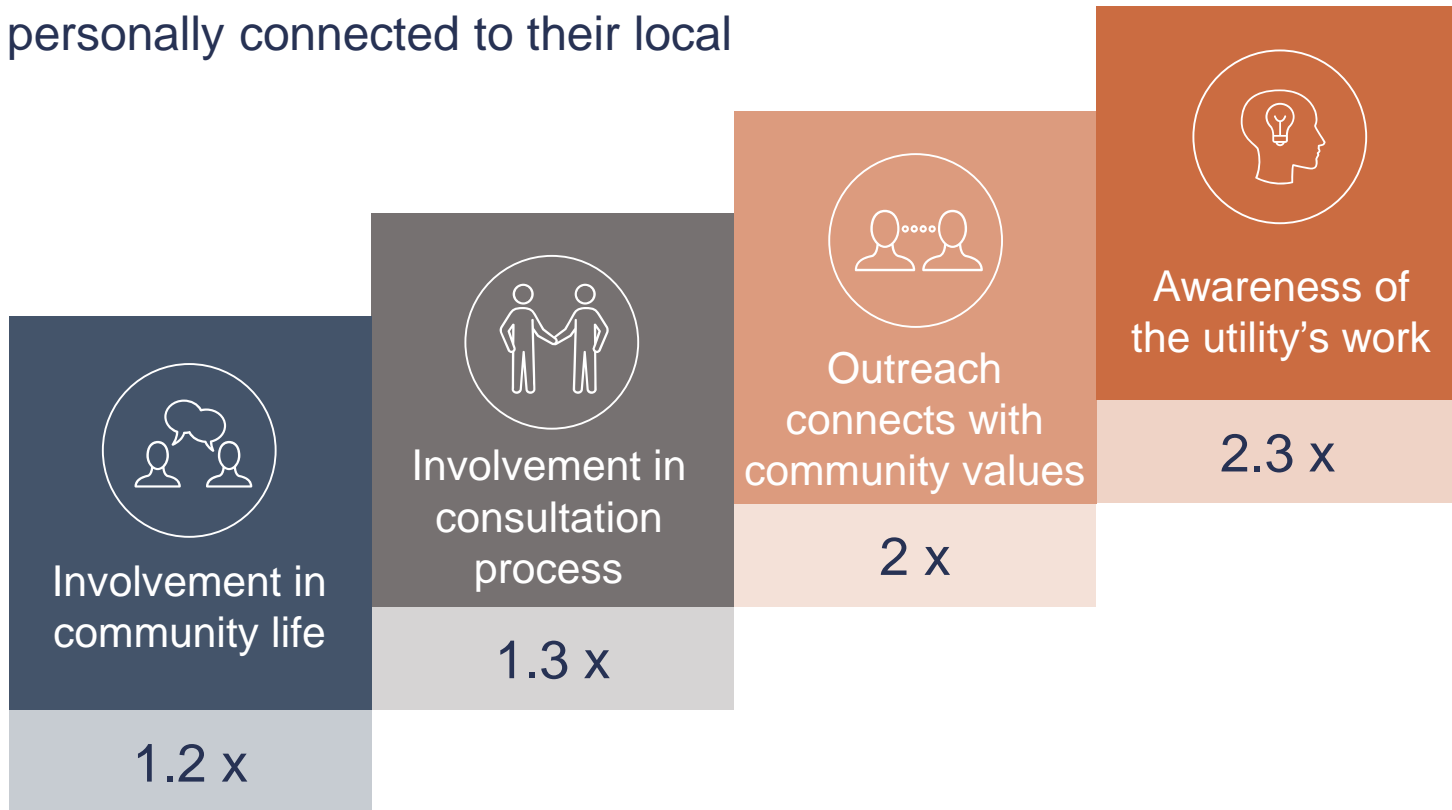 personally connected to their local
Involvement in
community life
1.2 x
Involvement in
consultation
process
1.3 x
Outreach
connects with
community values
2 x
Awareness of
the utility’s work
2.3 x